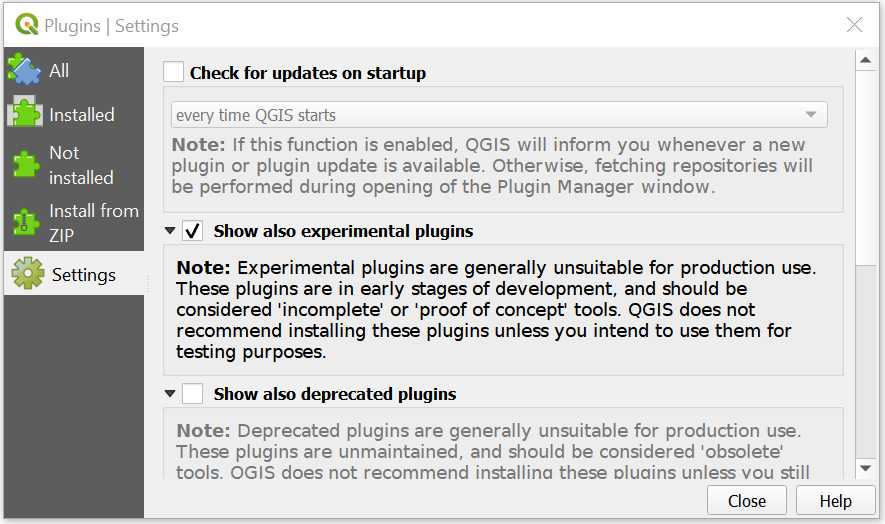 Plugins | Settings
All
Installed
Not
installed
Install from
ZIP
Settings
Check for updates on startup
every time QGIS starts
Note: If this function is enabled, QGIS will inform you whenever a new
plugin or plugin update is available. Otherwise, fetching repositories will
be performed during opening of the Plugin Manager window.
Show also experimental plugins
Note: Experimental plugins are generally unsuitable for production use.
These plugins are in early stages of development, and should be
considered 'incomplete' or 'proof of concept' tools. QGIS does not
recommend installing these plugins unless you intend to use them for
testing purposes.
Show also deprecated plugins
Note: Deprecated plugins are generally unsuitable for production use.
These plugins are unmaintained, and should be considered 'obsolete'
tools. QGIS does not recommend installing these plugins unless you still
Close
Help